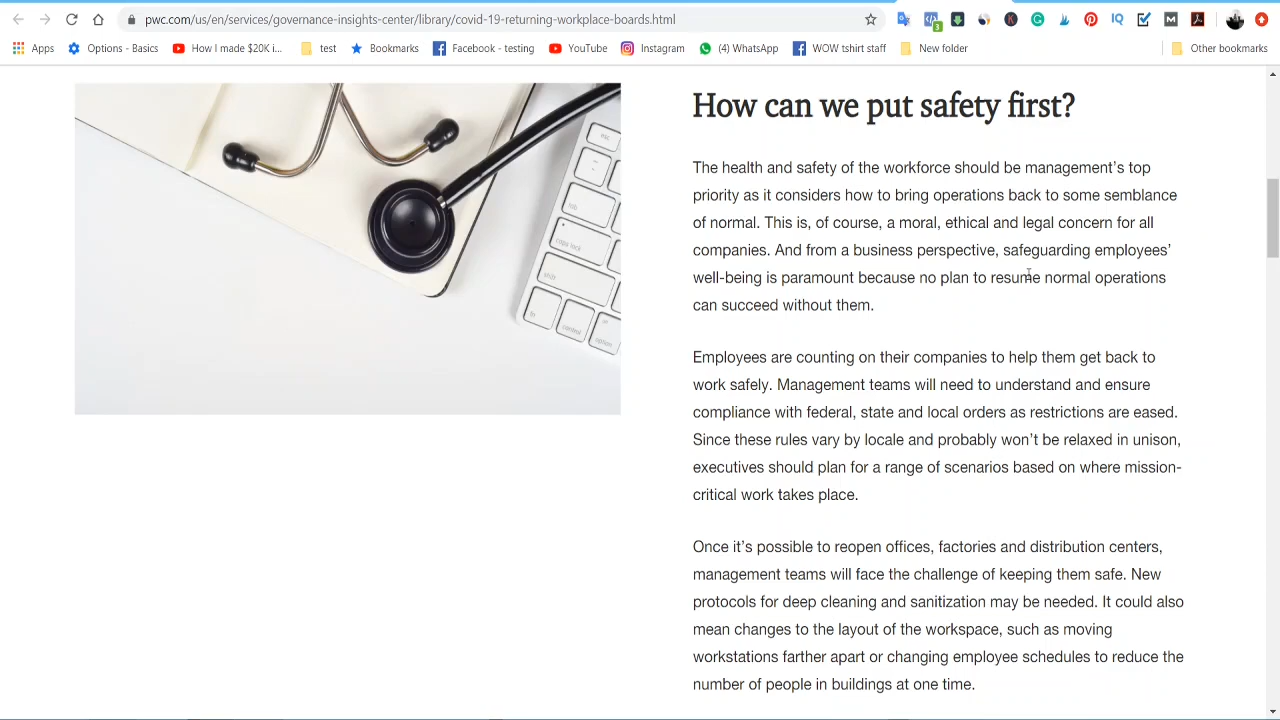 pwc.com/im/en/services/governance-insights-center/library/covid-19-returning-workplace-boards.html
3
K
G
IQ
M
Apps
Options - Basics
How I made $20K i...
test
Bookmarks
Facebook - testing
YouTube
Instagram
(4) WhatsApp
WOW tshirt staff
New folder
Other bookmarks
esc
tab
caps lock
shift
fn
control
option
How can we put safety first?
The health and safety of the workforce should be management’s top
priority as it considers how to bring operations back to some semblance
of normal. This is, of course, a moral, ethical and legal concern for all
companies. And from a business perspective, safeguarding employees’
well-being is paramount because no plan to resume normal operations
can succeed without them.
Employees are counting on their companies to help them get back to
work safely. Management teams will need to understand and ensure
compliance with federal, state and local orders as restrictions are eased.
Since these rules vary by locale and probably won’t be relaxed in unison,
executives should plan for a range of scenarios based on where mission-
critical work takes place.
Once it’s possible to reopen offices, factories and distribution centers,
management teams will face the challenge of keeping them safe. New
protocols for deep cleaning and sanitization may be needed. It could also
mean changes to the layout of the workspace, such as moving
workstations farther apart or changing employee schedules to reduce the
number of people in buildings at one time.